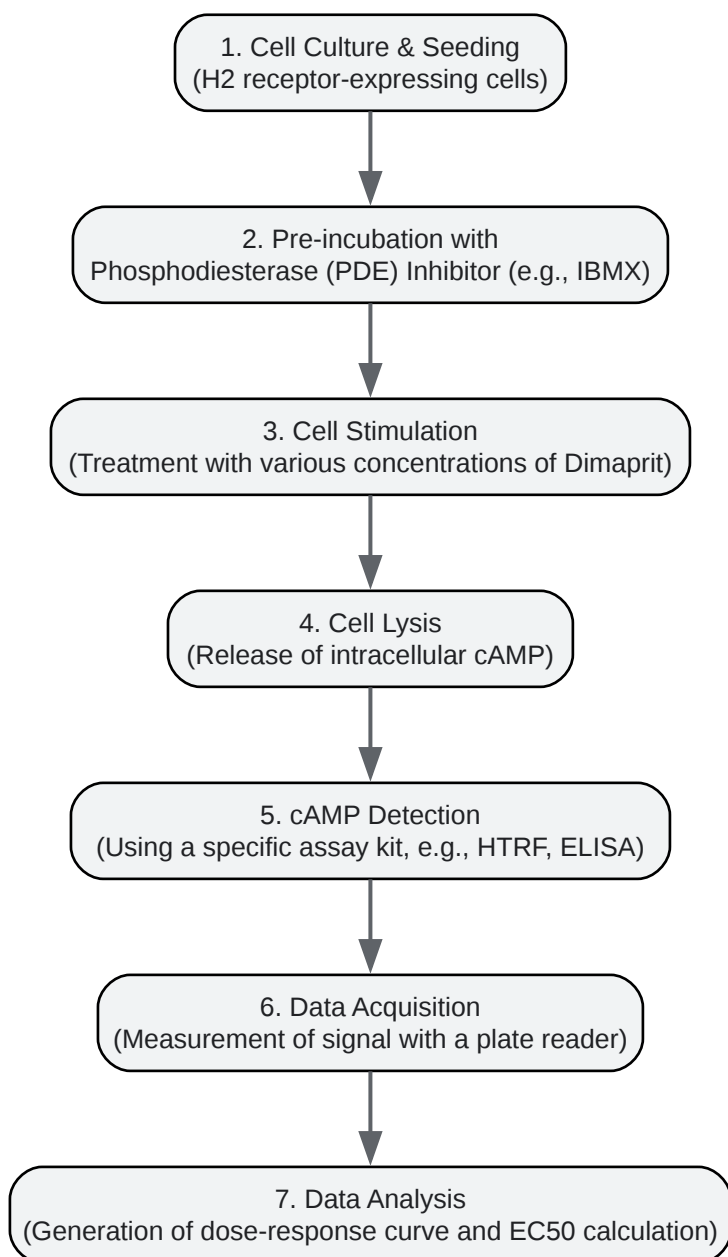 1. Cell Culture & Seeding
(H2 receptor-expressing cells)
2. Pre-incubation with
Phosphodiesterase (PDE) Inhibitor (e.g., IBMX)
3. Cell Stimulation
(Treatment with various concentrations of Dimaprit)
4. Cell Lysis
(Release of intracellular cAMP)
5. cAMP Detection
(Using a specific assay kit, e.g., HTRF, ELISA)
6. Data Acquisition
(Measurement of signal with a plate reader)
7. Data Analysis
(Generation of dose-response curve and EC50 calculation)